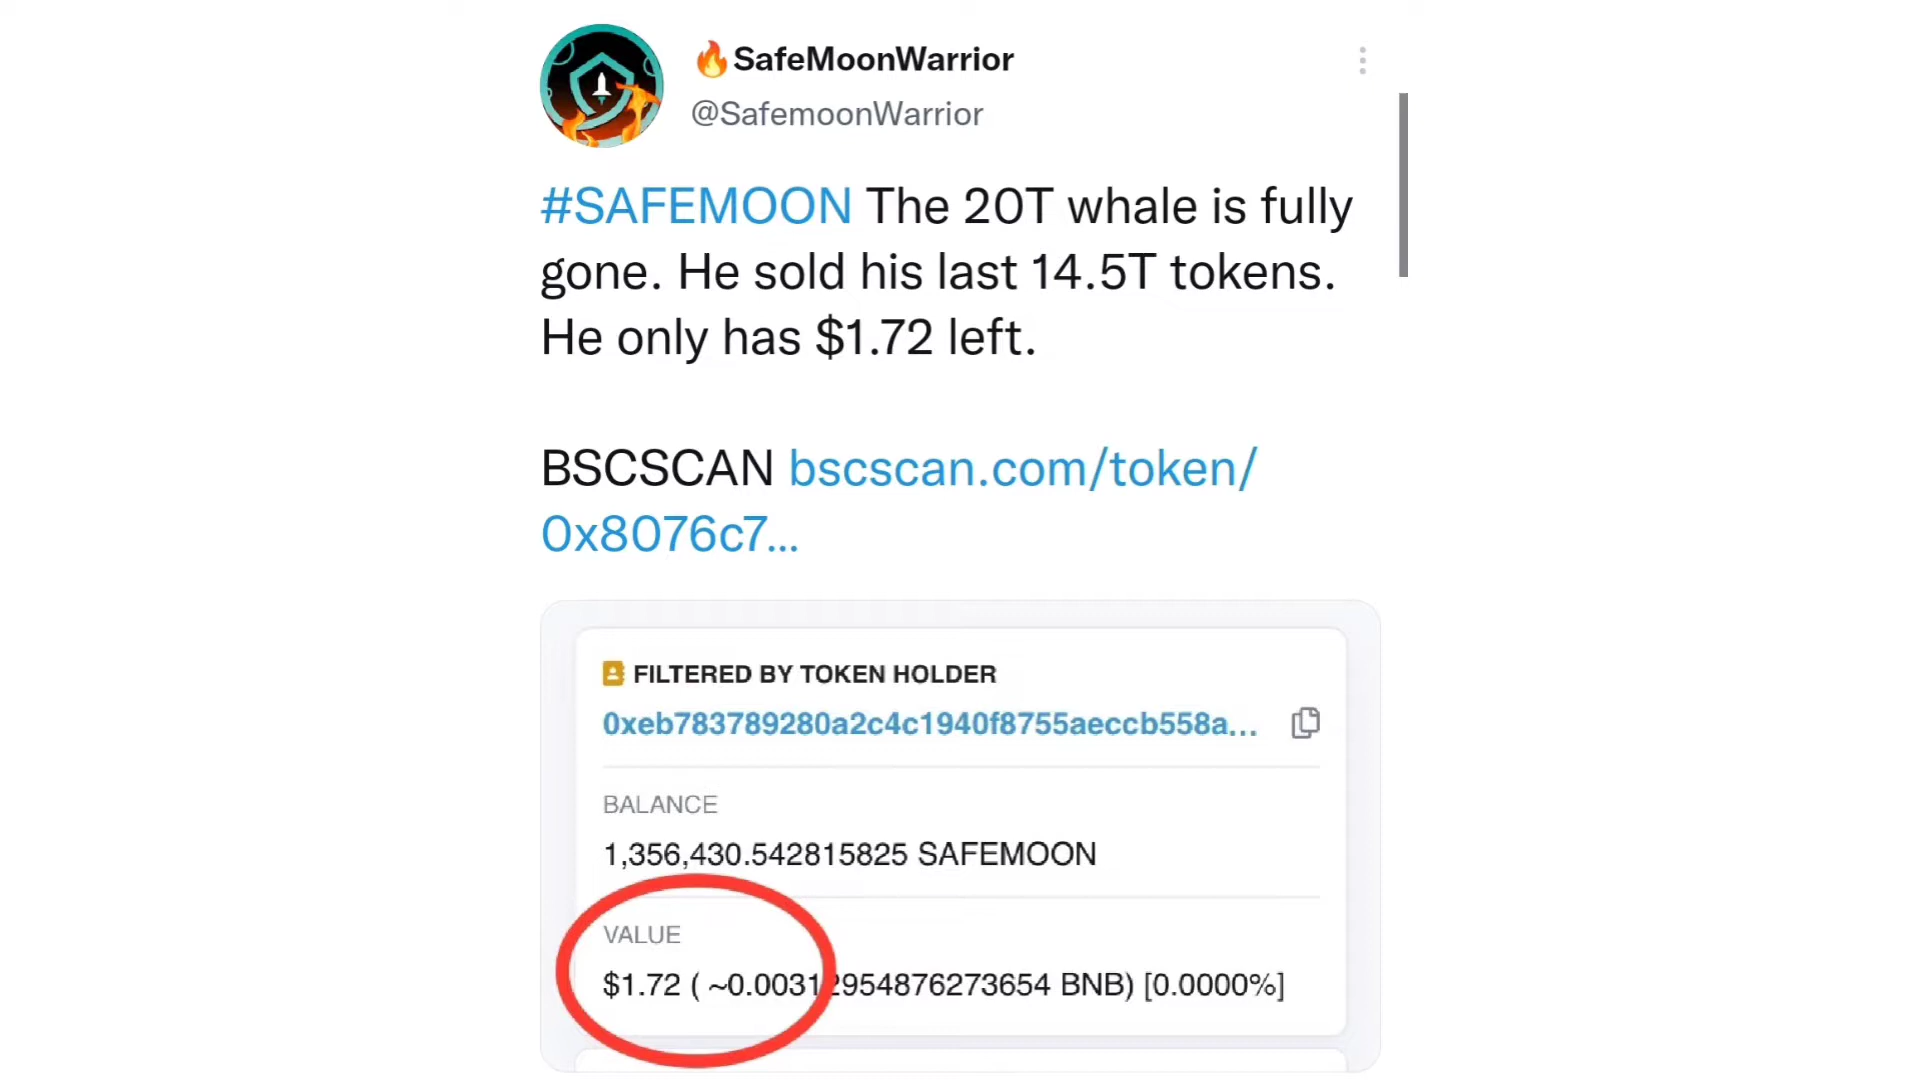 🔥SafeMoonWarrior
@SafemoonWarrior
#SAFEMOON The 20T whale is fully
gone. He sold his last 14.5T tokens.
He only has $1.72 left.
BSCSCAN bscscan.com/token/
0x8076c7...
FILTERED BY TOKEN HOLDER
0xeb783789280a2c4c1940f8755aeccb558a...
BALANCE
1,356,430.542815825 SAFEMOON
VALUE
$1.72 ( ~0.00312954876273654 BNB) [0.0000%]